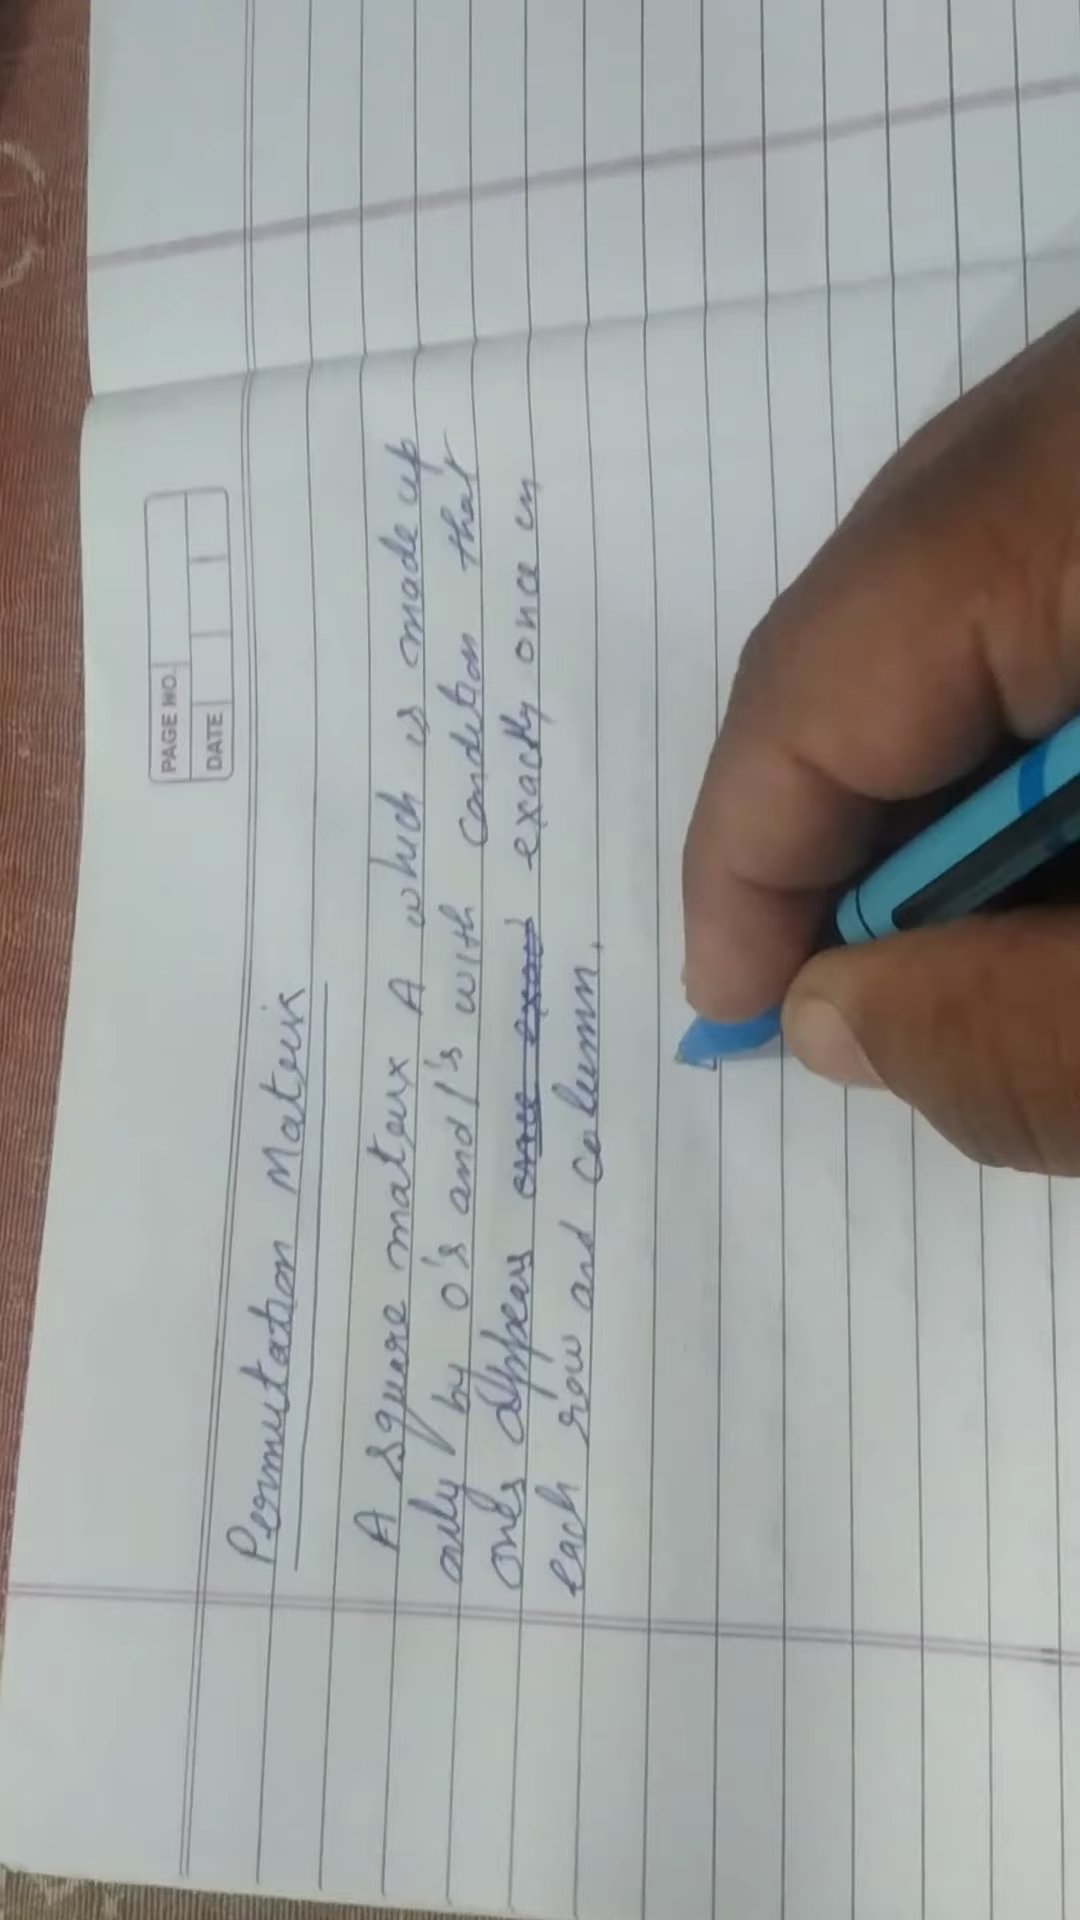 PAGE NO.
DATE
Permutation Matrix
A square matrix A which is made up
only by 0's and 1's with condition that
ones appears exactly once in
each row and column.